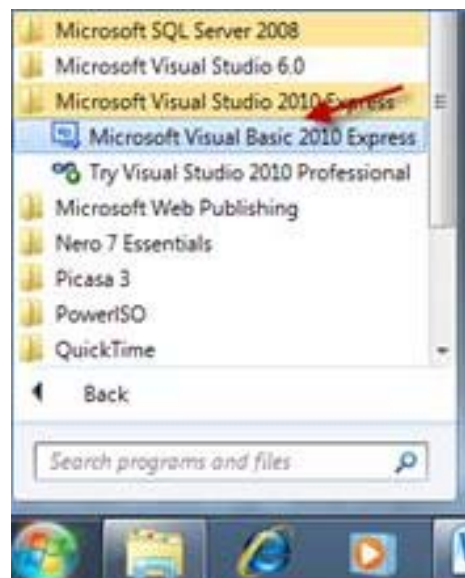 Microsoft SQL Server 2008
Microsoft Visual Studio 6.0
Microsoft Visual Studio 2010 Express
Microsoft Visual Basic 2010 Express
Try Visual Studio 2010 Professional
Microsoft Web Publishing
Nero 7 Essentials
Picasa 3
PowerISO
QuickTime
Back
Search programs and files
W